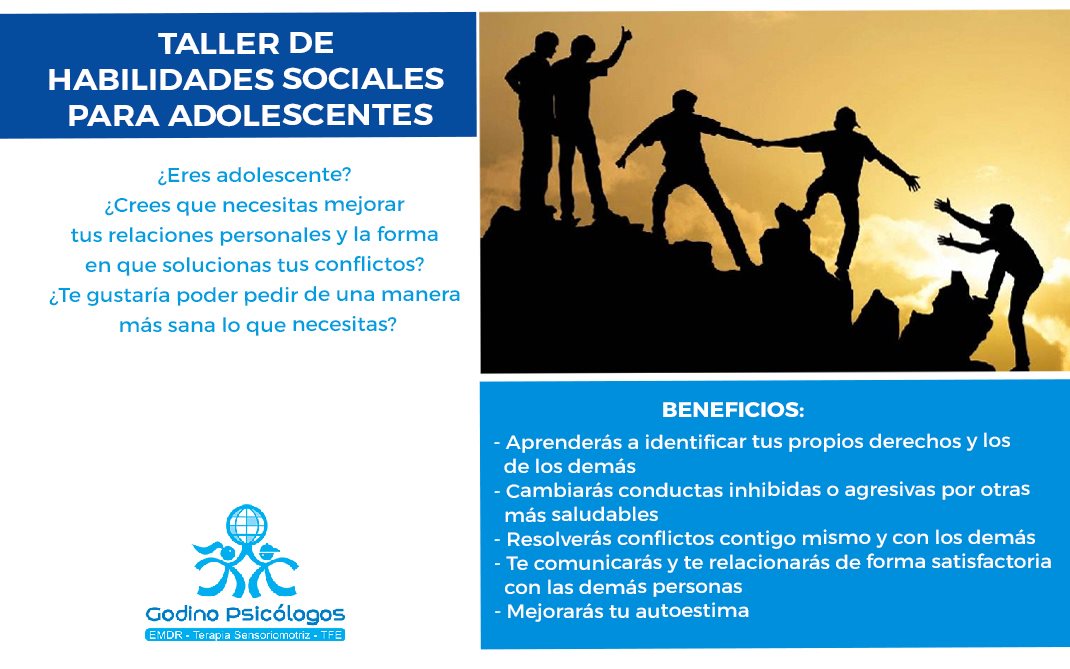 TALLER DE
HABILIDADES SOCIALES
PARA ADOLESCENTES
¿Eres adolescente?
¿Crees que necesitas mejorar
tus relaciones personales y la forma
en que solucionas tus conflictos?
¿Te gustaría poder pedir de una manera
más sana lo que necesitas?
Godino Psicólogos
EMDR - Terapia Sensoriomotriz - TFE
BENEFICIOS:
- Aprenderás a identificar tus propios derechos y los
de los demás
- Cambiarás conductas inhibidas o agresivas por otras
más saludables
- Resolverás conflictos contigo mismo y con los demás
- Te comunicarás y te relacionarás de forma satisfactoria
con las demás personas
- Mejorarás tu autoestima